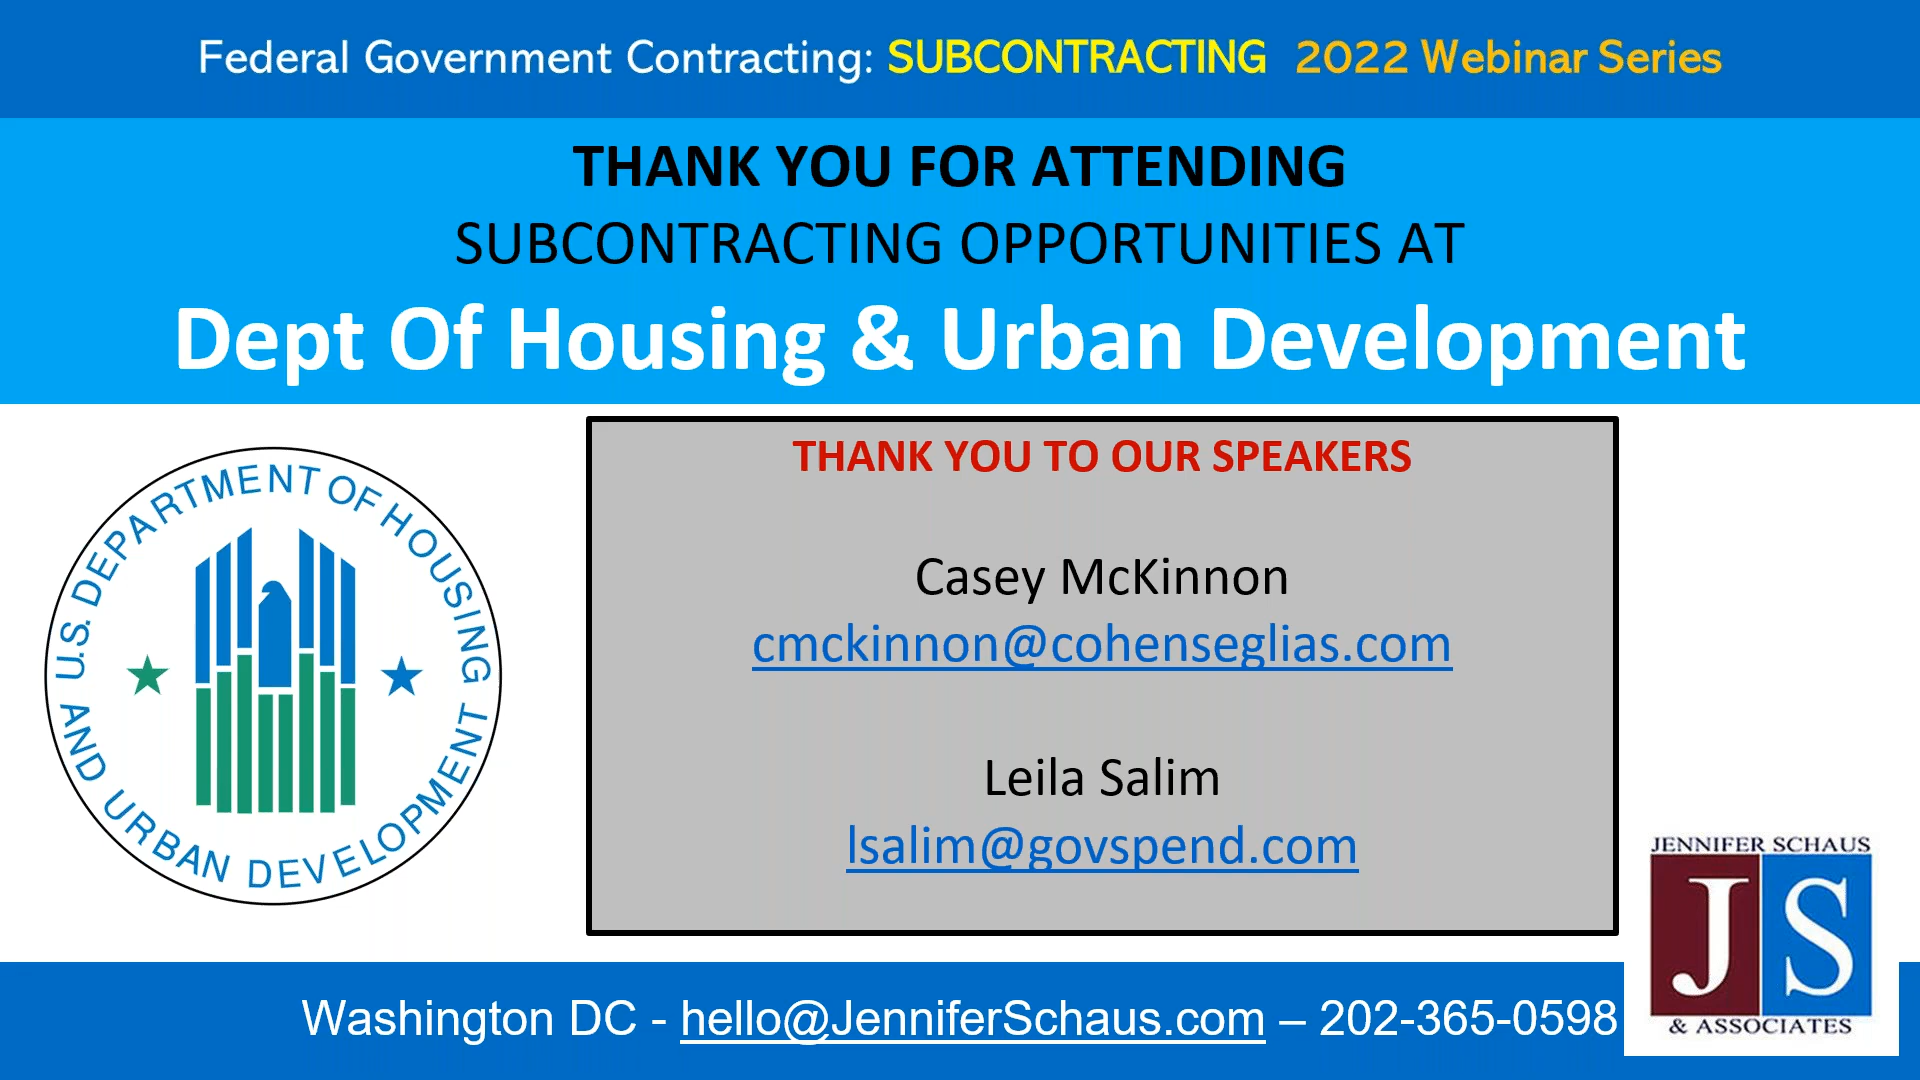 Federal Government Contracting: SUBCONTRACTING 2022 Webinar Series
THANK YOU FOR ATTENDING
SUBCONTRACTING OPPORTUNITIES AT
Dept Of Housing & Urban Development
U.S. DEPARTMENT OF HOUSING
AND URBAN DEVELOPMENT
THANK YOU TO OUR SPEAKERS
Casey McKinnon
cmckinnon@cohenseglias.com
Leila Salim
lsalim@govspend.com
JENNIFER SCHAUS
JS
& ASSOCIATES
Washington DC - hello@JenniferSchaus.com – 202-365-0598